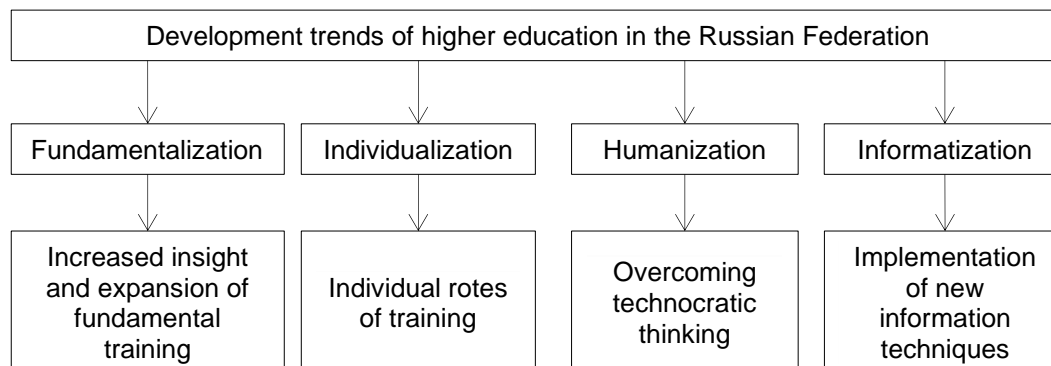 Development trends of higher education in the Russian Federation
Fundamentalization
Individualization
Humanization
Informatization
Increased insight
and expansion of
fundamental
training
Individual rotes
of training
Overcoming
technocratic
thinking
Implementation
of new
information
techniques